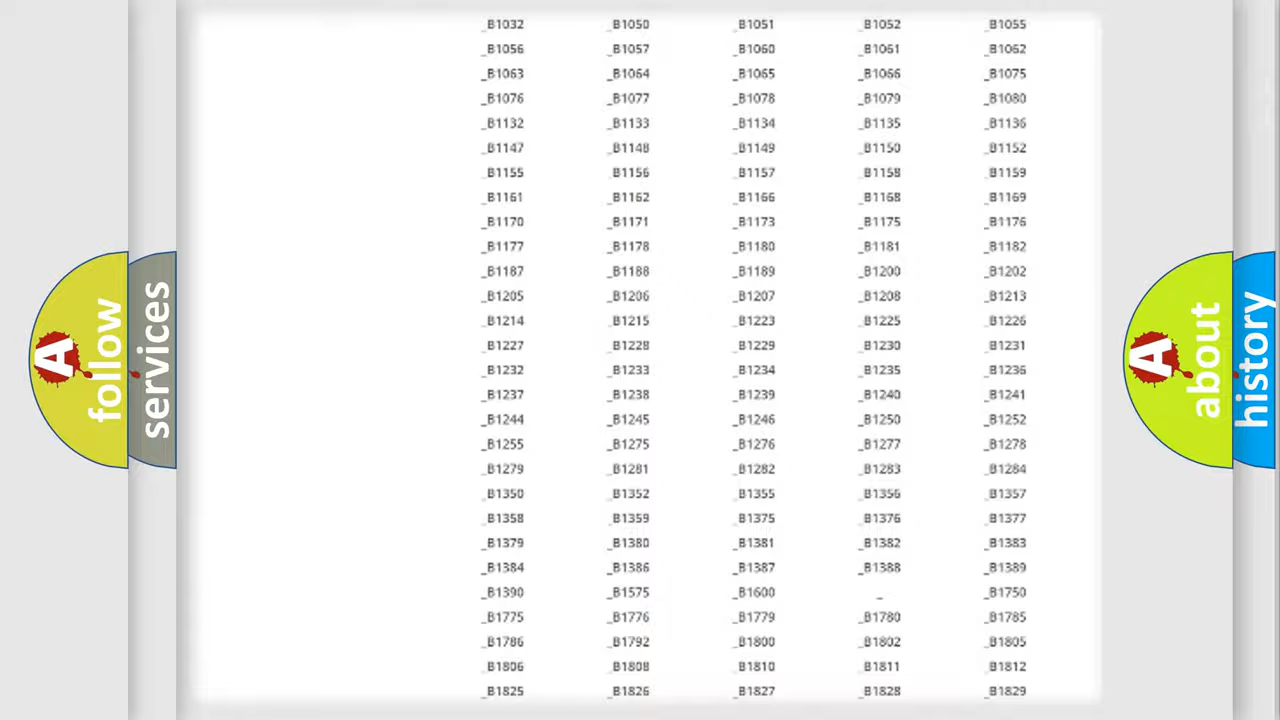 _B1032 _B1050 _B1051 _B1052 _B1055
_B1056 _B1057 _B1060 _B1061 _B1062
_B1063 _B1064 _B1065 _B1066 _B1075
_B1076 _B1077 _B1078 _B1079 _B1080
_B1132 _B1133 _B1134 _B1135 _B1136
_B1147 _B1148 _B1149 _B1150 _B1152
_B1155 _B1156 _B1157 _B1158 _B1159
_B1161 _B1162 _B1166 _B1168 _B1169
_B1170 _B1171 _B1173 _B1175 _B1176
_B1177 _B1178 _B1180 _B1181 _B1182
_B1187 _B1188 _B1189 _B1200 _B1202
_B1205 _B1206 _B1207 _B1208 _B1213
_B1214 _B1215 _B1223 _B1225 _B1226
_B1227 _B1228 _B1229 _B1230 _B1231
_B1232 _B1233 _B1234 _B1235 _B1236
_B1237 _B1238 _B1239 _B1240 _B1241
_B1244 _B1245 _B1246 _B1250 _B1252
_B1255 _B1275 _B1276 _B1277 _B1278
_B1279 _B1281 _B1282 _B1283 _B1284
_B1350 _B1352 _B1355 _B1356 _B1357
_B1358 _B1359 _B1375 _B1376 _B1377
_B1379 _B1380 _B1381 _B1382 _B1383
_B1384 _B1386 _B1387 _B1388 _B1389
_B1390 _B1575 _B1600 _ _B1750
_B1775 _B1776 _B1779 _B1780 _B1785
_B1786 _B1792 _B1800 _B1802 _B1805
_B1806 _B1808 _B1810 _B1811 _B1812
_B1825 _B1826 _B1827 _B1828 _B1829
A
follow
services
A
about
history